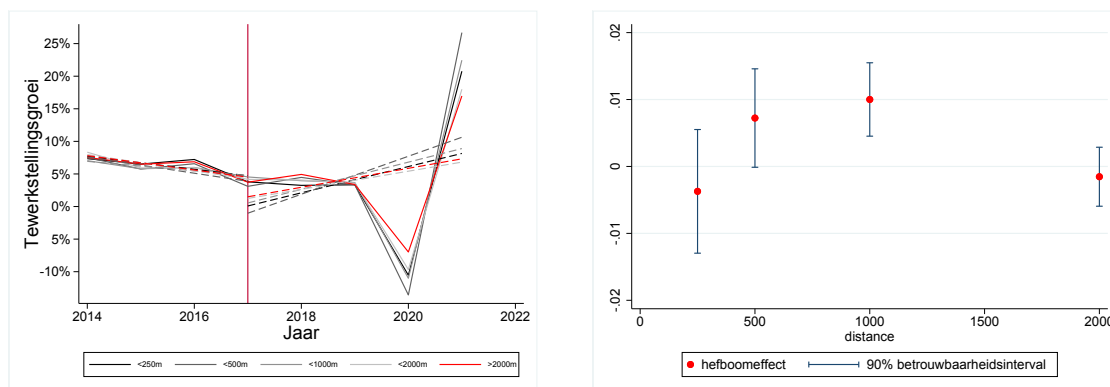 Tewerkstellingsgroei
25%
20%
15%
10%
5%
0%
5%
-10%
2014
2016
2018
2020
2022
Jaar
<250m
<500m
<1000m
<2000m
>2000m
.02
.01
0
-.01
-.02
0
500
1000
1500
2000
distance
hefboomeffect
90% betrouwbaarheidsinterval